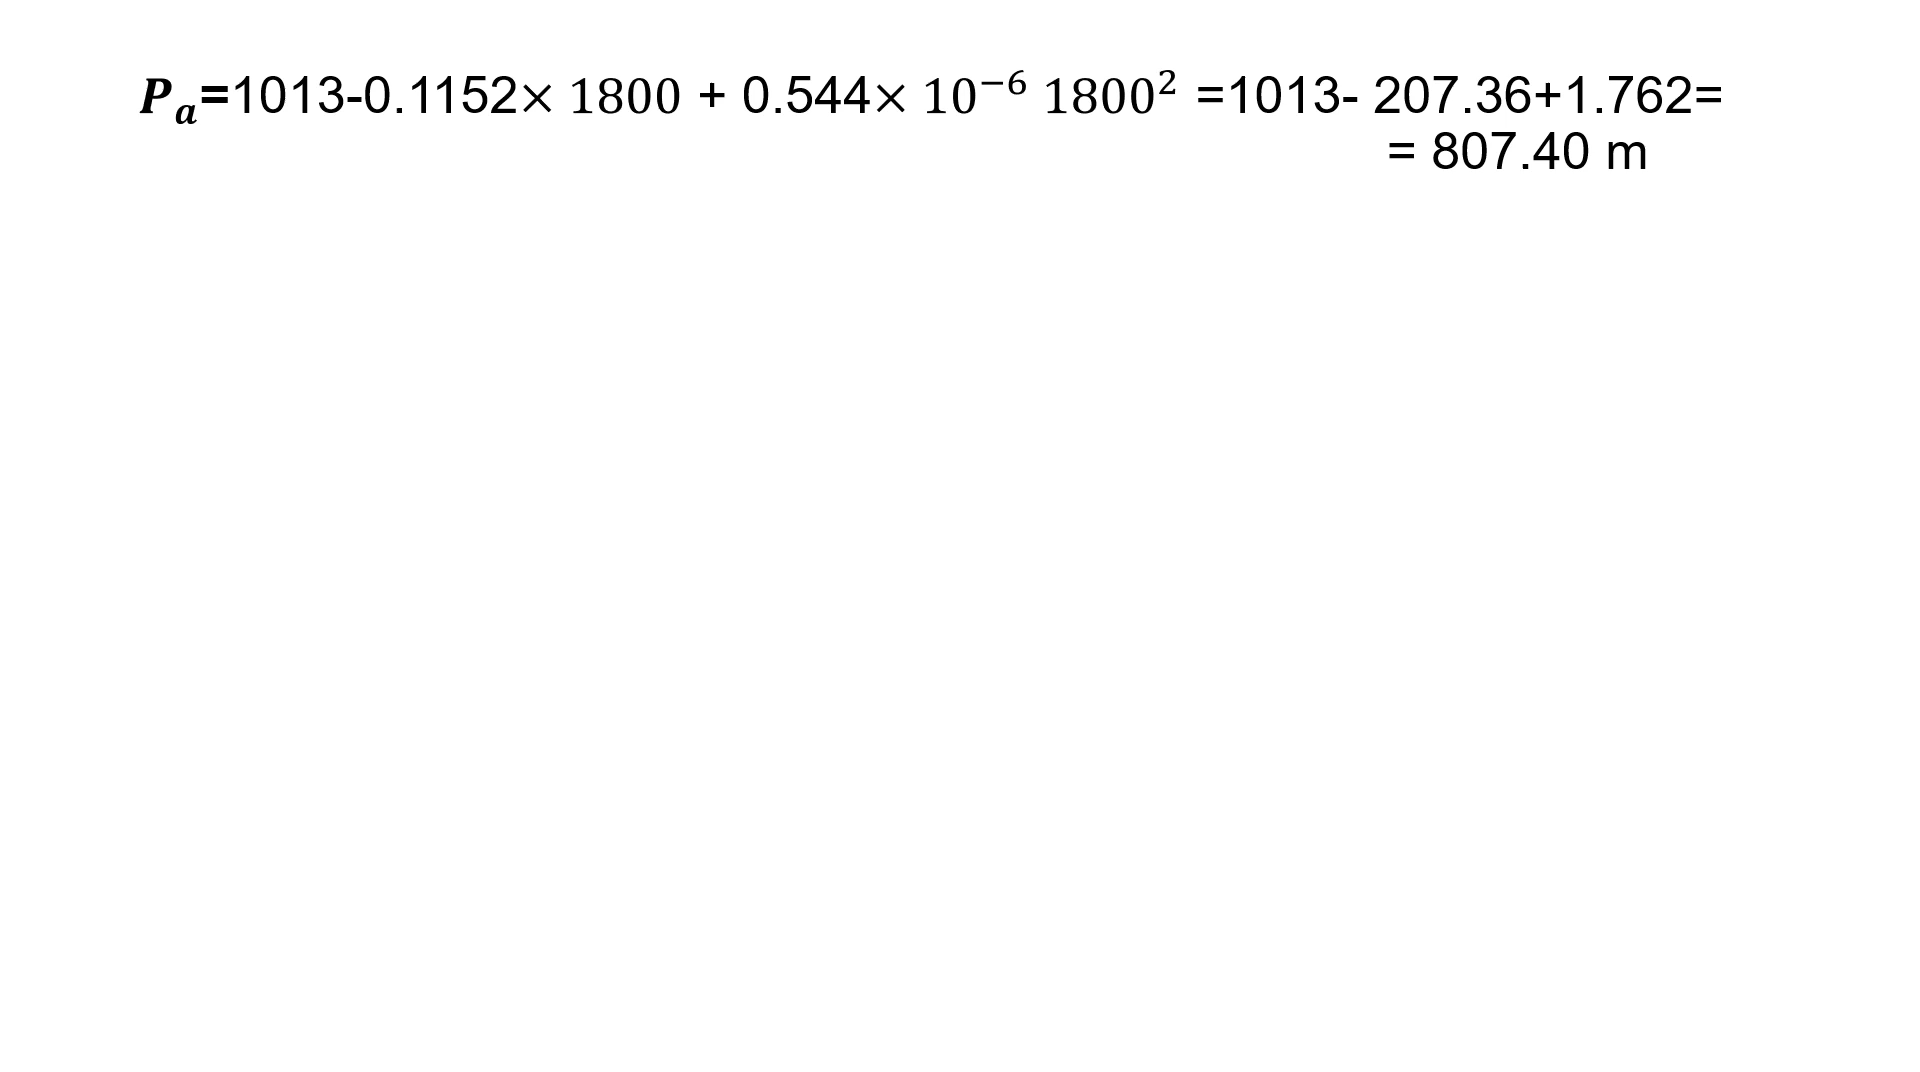 𝑷ₐ=1013-0.1152× 1800 + 0.544× 10⁻⁶ 1800² =1013- 207.36+1.762=
= 807.40 m